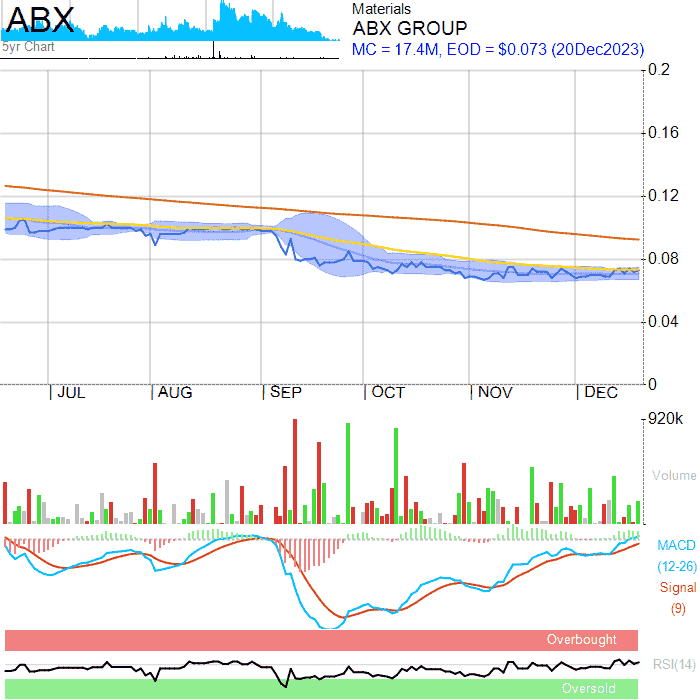 ABX
5yr Chart
Materials
ABX GROUP
MC = 17.4M, EOD = $0.073 (20Dec2023)
0.2
0.16
0.12
0.08
0.04
0
JUL AUG SEP OCT NOV DEC
920k
Volume
MACD
(12-26)
Signal
(9)
Overbought
RSI(14)
Oversold